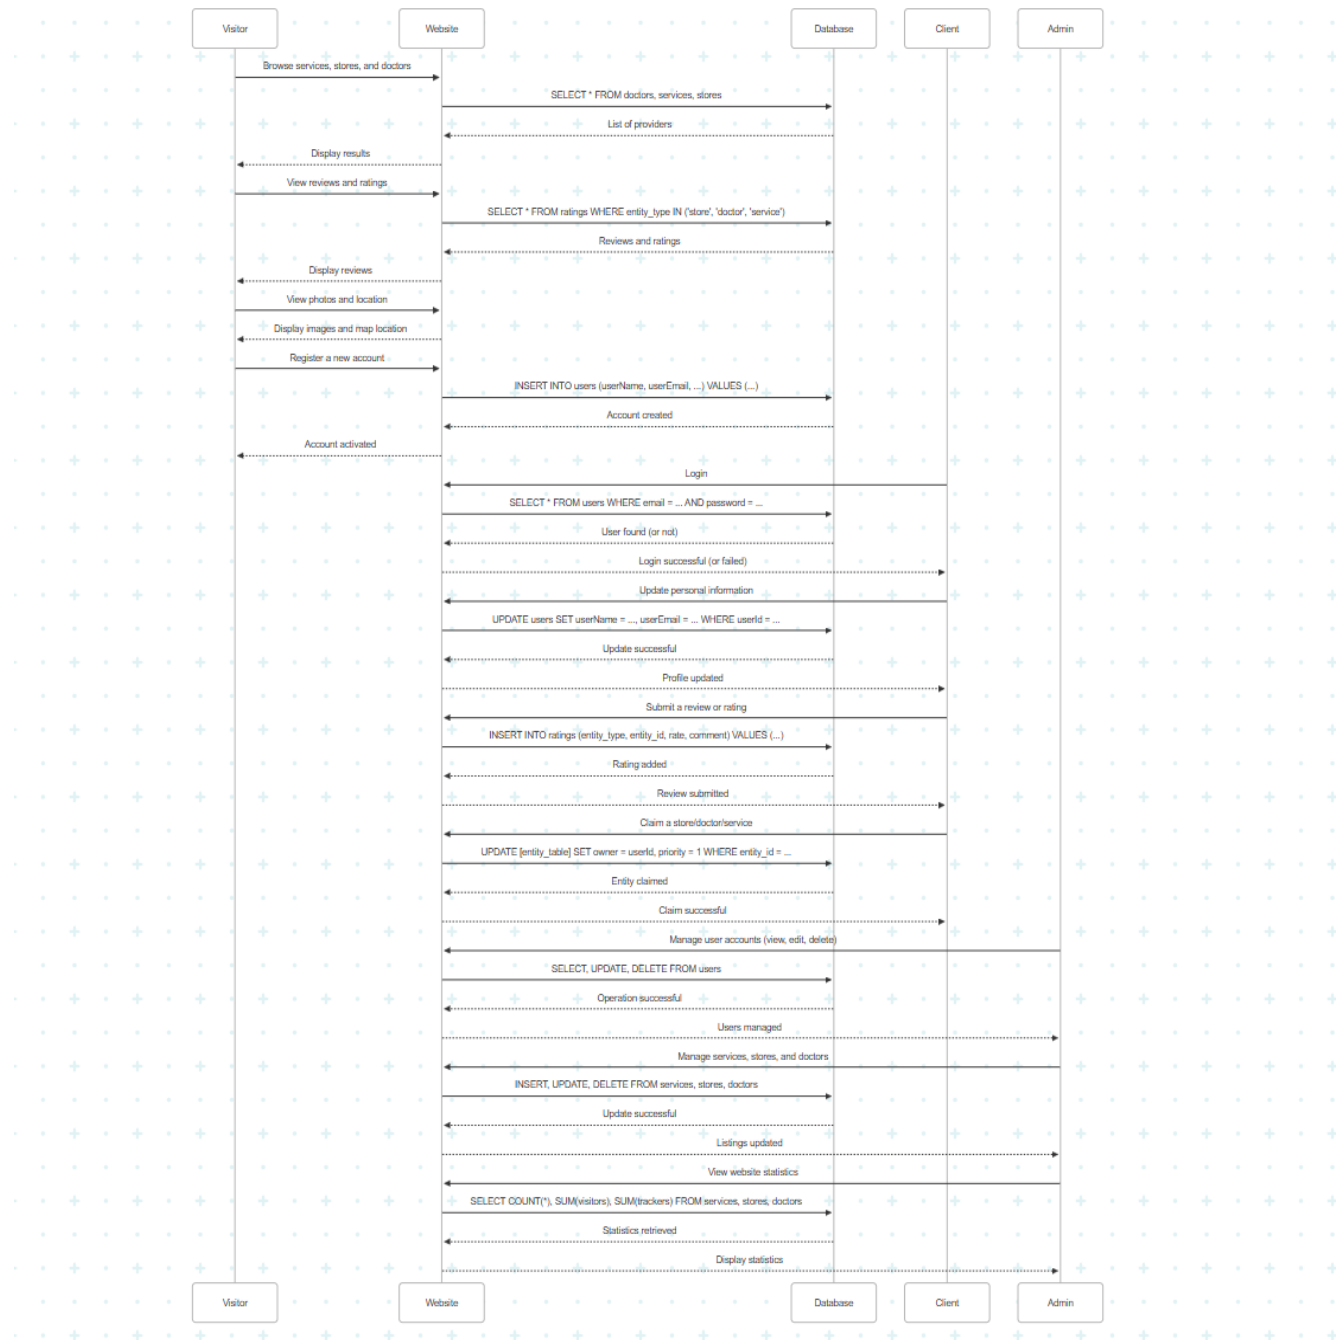 Visitor
Website
Database
Client
Admin
Browse services, stores, and doctors
SELECT * FROM doctors, services, stores
List of providers
Display results
View reviews and ratings
SELECT * FROM ratings WHERE entity_type IN ('store', 'doctor', 'service')
Reviews and ratings
Display reviews
View photos and location
Display images and map location
Register a new account
INSERT INTO users (userName, userEmail, ...) VALUES (...)
Account created
Account activated
Login
SELECT * FROM users WHERE email = ... AND password = ...
User found (or not)
Login successful (or failed)
Update personal information
UPDATE users SET userName = ..., userEmail = ... WHERE userId = ...
Update successful
Profile updated
Submit a review or rating
INSERT INTO ratings (entity_type, entity_id, rate, comment) VALUES (...)
Rating added
Review submitted
Claim a store/doctor/service
UPDATE [entity_table] SET owner = userId, priority = 1 WHERE entity_id = ...
Entity claimed
Claim successful
Manage user accounts (view, edit, delete)
SELECT, UPDATE, DELETE FROM users
Operation successful
Users managed
Manage services, stores, and doctors
INSERT, UPDATE, DELETE FROM services, stores, doctors
Update successful
Listings updated
View website statistics
SELECT COUNT(*), SUM(visitors), SUM(trackers) FROM services, stores, doctors
Statistics retrieved
Display statistics
Visitor
Website
Database
Client
Admin